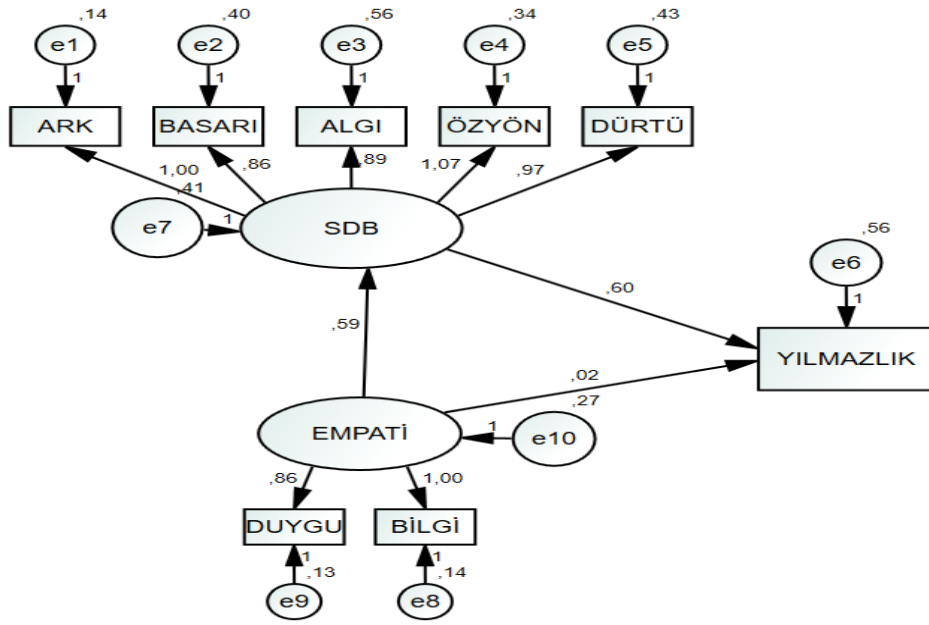 ,14 ,40 ,56 ,34 ,43
e1 e2 e3 e4 e5
1 1 1 1 1
ARK BASARI ALGI ÖZYÖN DÜRTÜ
1,00 ,86 ,89 1,07 ,97
,41
e7 1 SDB
,56
e6
1
,60
,59
YILMAZLIK
,02
,27
EMPATİ 1 e10
,86 1,00
DUYGU BİLGİ
1 1
,13 ,14
e9 e8